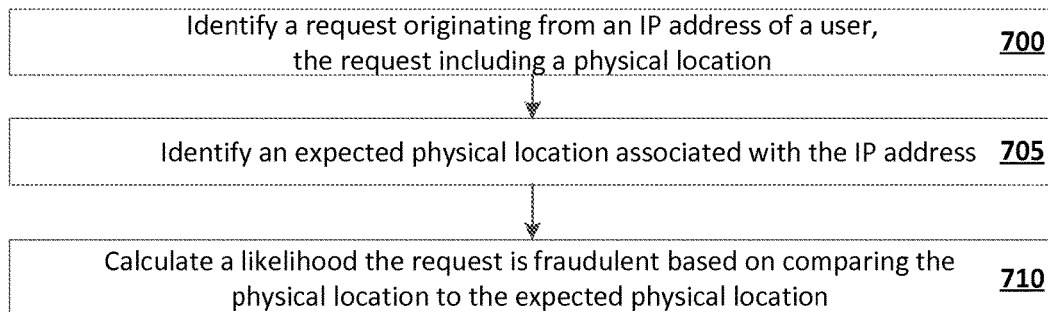 Identify a request originating from an IP address of a user, 700
the request including a physical location
Identify an expected physical location associated with the IP address 705
Calculate a likelihood the request is fraudulent based on comparing the 710
physical location to the expected physical location